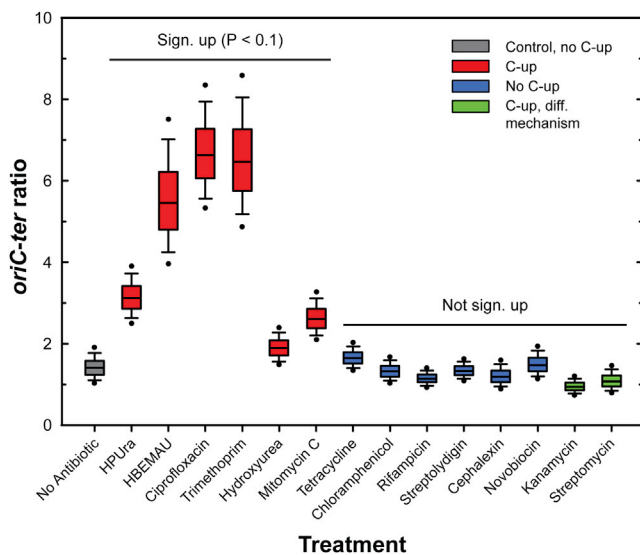 10
8
6
4
2
0
oriC-ter ratio
Sign. up (P < 0.1)
Not sign. up
Control, no C-up
C-up
No C-up
C-up, diff.
mechanism
No Antibiotic
HPUra
HBEMAU
Ciprofloxacin
Trimethoprim
Hydroxyurea
Mitomycin C
Tetracycline
Chloramphenicol
Rifampicin
Streptolydigin
Cephalexin
Novobiocin
Kanamycin
Streptomycin
Treatment